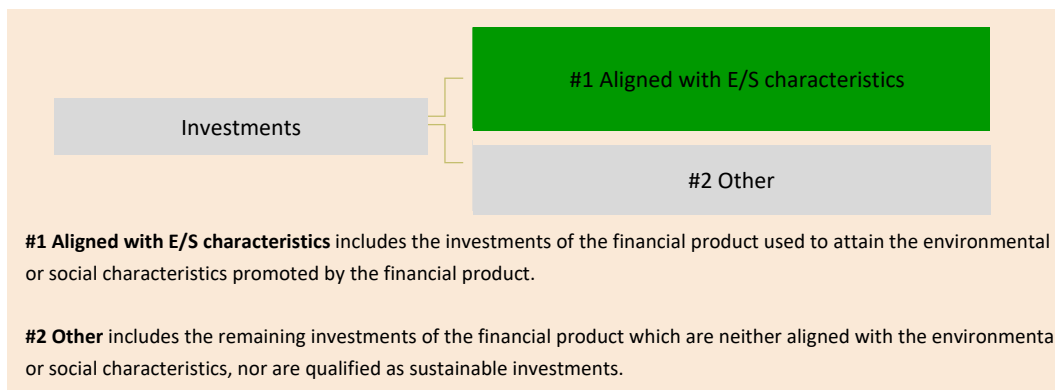 #1 Aligned with E/S characteristics
Investments
#2 Other
#1 Aligned with E/S characteristics includes the investments of the financial product used to attain the environmental
or social characteristics promoted by the financial product.
#2 Other includes the remaining investments of the financial product which are neither aligned with the environmenta
or social characteristics, nor are qualified as sustainable investments.